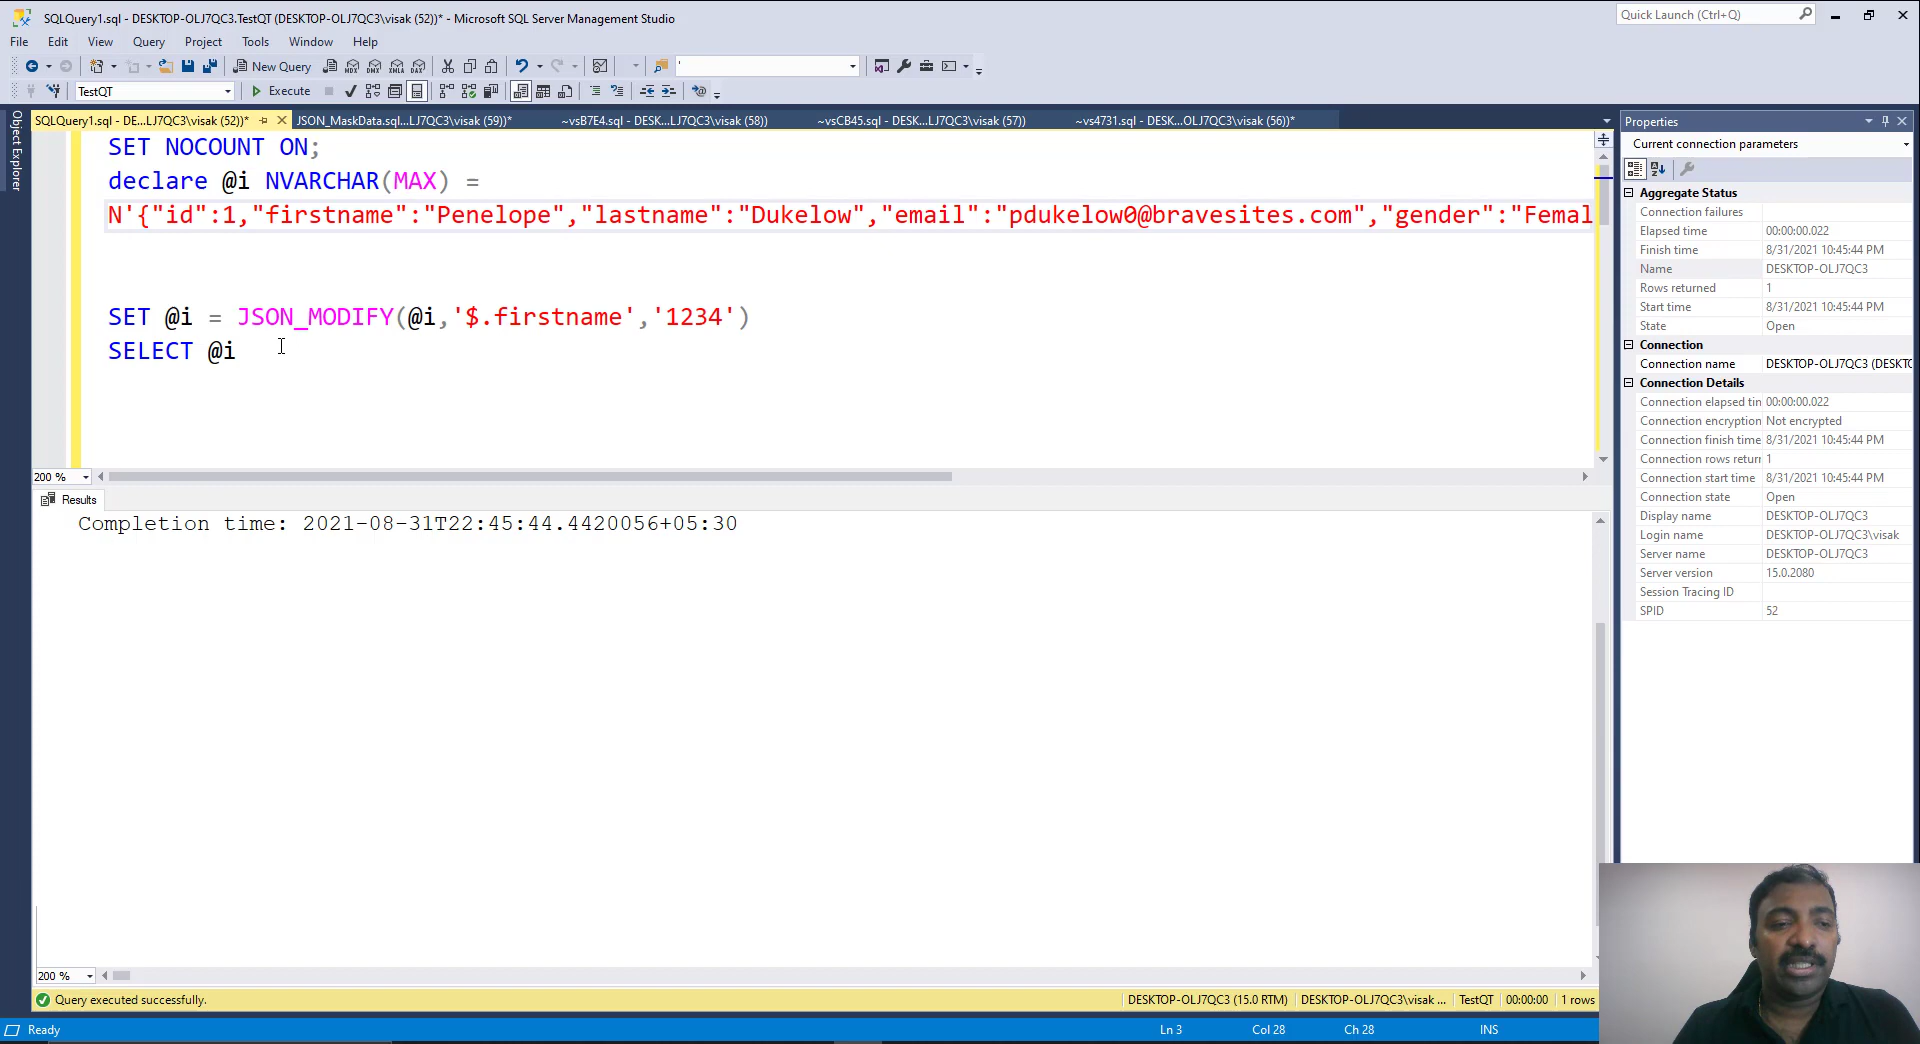 SQLQuery1.sql - DESKTOP-OLJ7QC3.TestQT (DESKTOP-OLJ7QC3\visak (52))* - Microsoft SQL Server Management Studio
Quick Launch (Ctrl+Q)
File Edit View Query Project Tools Window Help
New Query
MDX DMX XMLA DAX
TestQT
Execute
SQLQuery1.sql - DE...LJ7QC3\visak (52))*
JSON_MaskData.sql...LJ7QC3\visak (59))*
~vsB7E4.sql - DESK...LJ7QC3\visak (58))
~vsCB45.sql - DESK...LJ7QC3\visak (57))
~vs4731.sql - DESK...OLJ7QC3\visak (56))*
Object Explorer
SET NOCOUNT ON;
declare @i NVARCHAR(MAX) =
N'{"id":1,"firstname":"Penelope","lastname":"Dukelow","email":"pdukelow0@bravesites.com","gender":"Femal
SET @i = JSON_MODIFY(@i,'$.firstname','1234')
SELECT @i
200 %
Results
Completion time: 2021-08-31T22:45:44.4420056+05:30
200 %
Query executed successfully.
DESKTOP-OLJ7QC3 (15.0 RTM)
DESKTOP-OLJ7QC3\visak ...
TestQT
00:00:00
1 rows
Ready
Ln 3
Col 28
Ch 28
INS
Properties
Current connection parameters
Aggregate Status
Connection failures
Elapsed time 00:00:00.022
Finish time 8/31/2021 10:45:44 PM
Name DESKTOP-OLJ7QC3
Rows returned 1
Start time 8/31/2021 10:45:44 PM
State Open
Connection
Connection name DESKTOP-OLJ7QC3 (DESKTO
Connection Details
Connection elapsed tin 00:00:00.022
Connection encryption Not encrypted
Connection finish time 8/31/2021 10:45:44 PM
Connection rows returr 1
Connection start time 8/31/2021 10:45:44 PM
Connection state Open
Display name DESKTOP-OLJ7QC3
Login name DESKTOP-OLJ7QC3\visak
Server name DESKTOP-OLJ7QC3
Server version 15.0.2080
Session Tracing ID
SPID 52